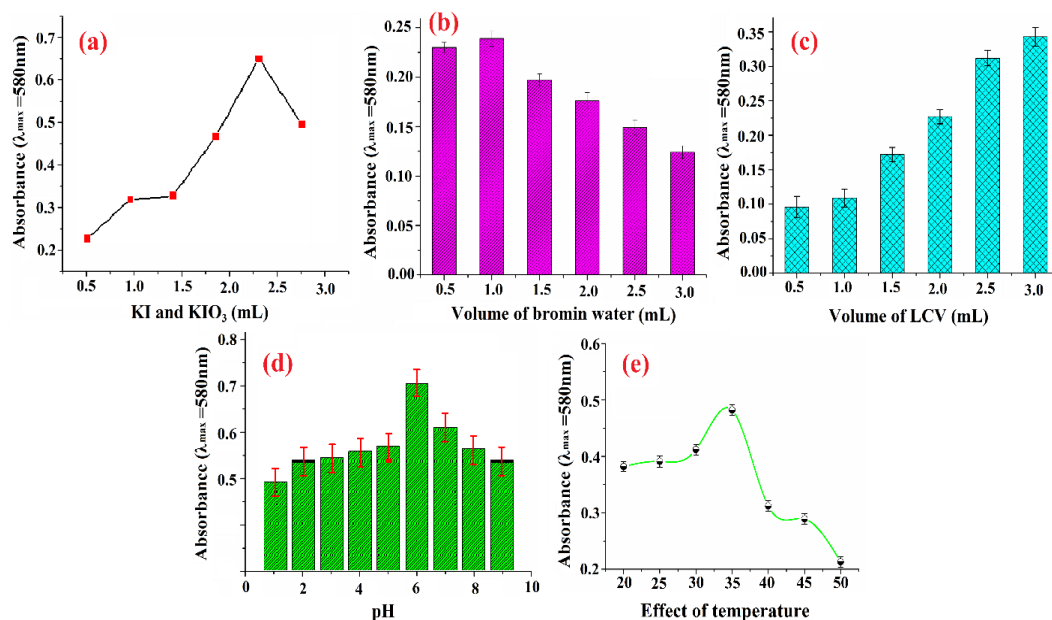 (a)
Absorbance (λmax =580nm)
0.7
0.6
0.5
0.4
0.3
0.2
0.5 1.0 1.5 2.0 2.5 3.0
KI and KIO₃ (mL)
(b)
Absorbance (λmax =580nm)
0.25
0.20
0.15
0.10
0.05
0.00
0.5 1.0 1.5 2.0 2.5 3.0
Volume of bromin water (mL)
(c)
Absorbance (λmax =580nm)
0.35
0.30
0.25
0.20
0.15
0.10
0.05
0.00
0.5 1.0 1.5 2.0 2.5 3.0
Volume of LCV (mL)
(d)
Absorbance (λmax =580nm)
0.8
0.7
0.6
0.5
0 2 4 6 8 10
pH
(e)
Absorbance (λmax =580nm)
0.6
0.5
0.4
0.3
0.2
20 25 30 35 40 45 50
Effect of temperature